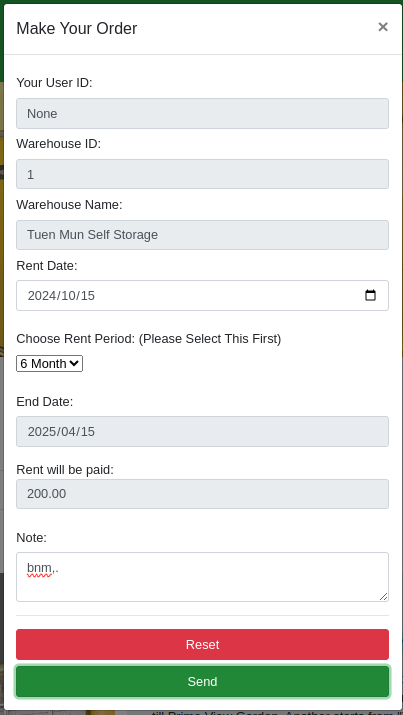 Make Your Order ×
Your User ID:
None
Warehouse ID:
1
Warehouse Name:
Tuen Mun Self Storage
Rent Date:
2024/10/15
Choose Rent Period: (Please Select This First)
6 Month
End Date:
2025/04/15
Rent will be paid:
200.00
Note:
bnm,.
Reset
Send
till Prime View Garden. Another starts from "